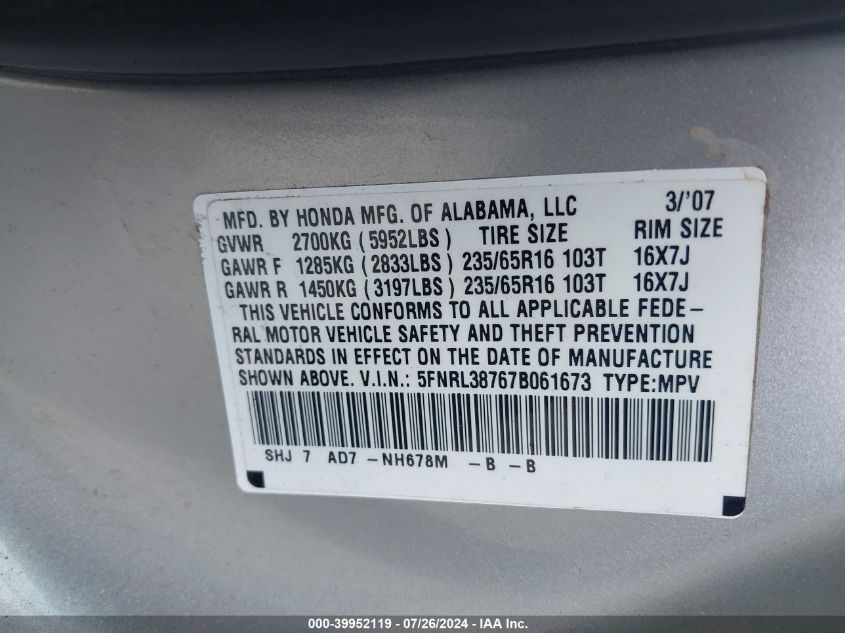 MFD. BY HONDA MFG. OF ALABAMA, LLC 3/'07
GVWR 2700KG (5952LBS) TIRE SIZE RIM SIZE
GAWR F 1285KG (2833LBS) 235/65R16 103T 16X7J
GAWR R 1450KG (3197LBS) 235/65R16 103T 16X7J
THIS VEHICLE CONFORMS TO ALL APPLICABLE FEDE-
RAL MOTOR VEHICLE SAFETY AND THEFT PREVENTION
STANDARDS IN EFFECT ON THE DATE OF MANUFACTURE
SHOWN ABOVE. V.I.N.: 5FNRL38767B061673 TYPE:MPV
SHJ 7 AD7 -NH678M -B -B
000-39952119 - 07/26/2024 - IAA Inc.